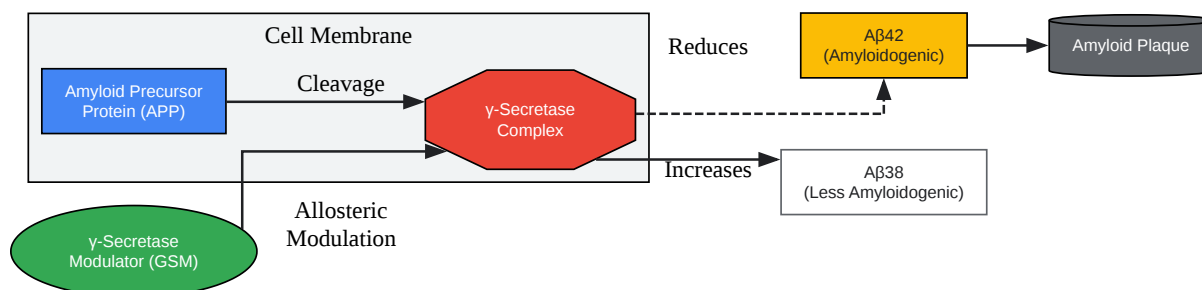 Cell Membrane
Amyloid Precursor
Protein (APP)
Cleavage
γ-Secretase
Complex
Reduces
Aβ42
(Amyloidogenic)
Amyloid Plaque
Increases
Aβ38
(Less Amyloidogenic)
Allosteric
Modulation
γ-Secretase
Modulator (GSM)